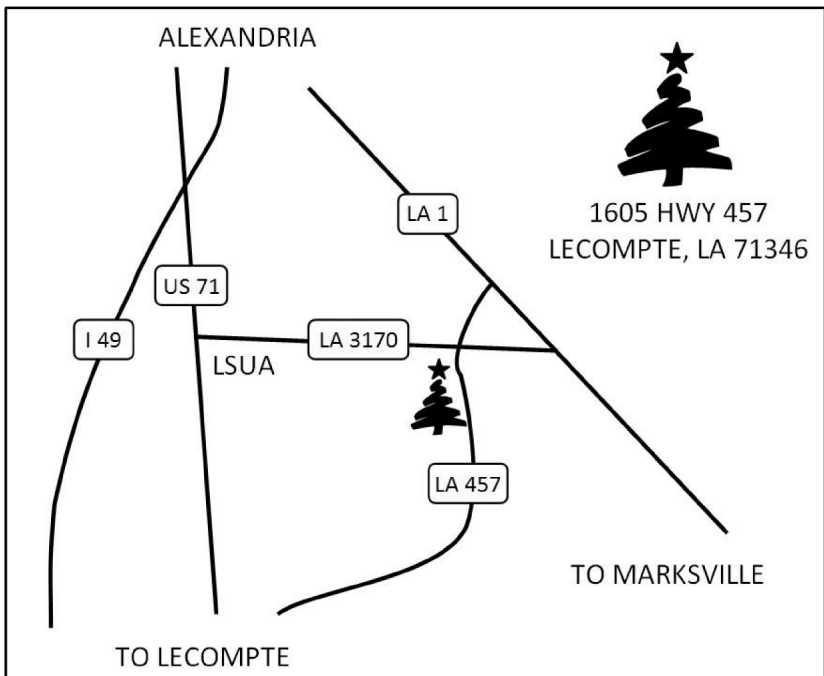 ALEXANDRIA
1605 HWY 457
LECOMPTE, LA 71346
LA 1
US 71
I 49
LA 3170
LSUA
LA 457
TO MARKSVILLE
TO LECOMPTE